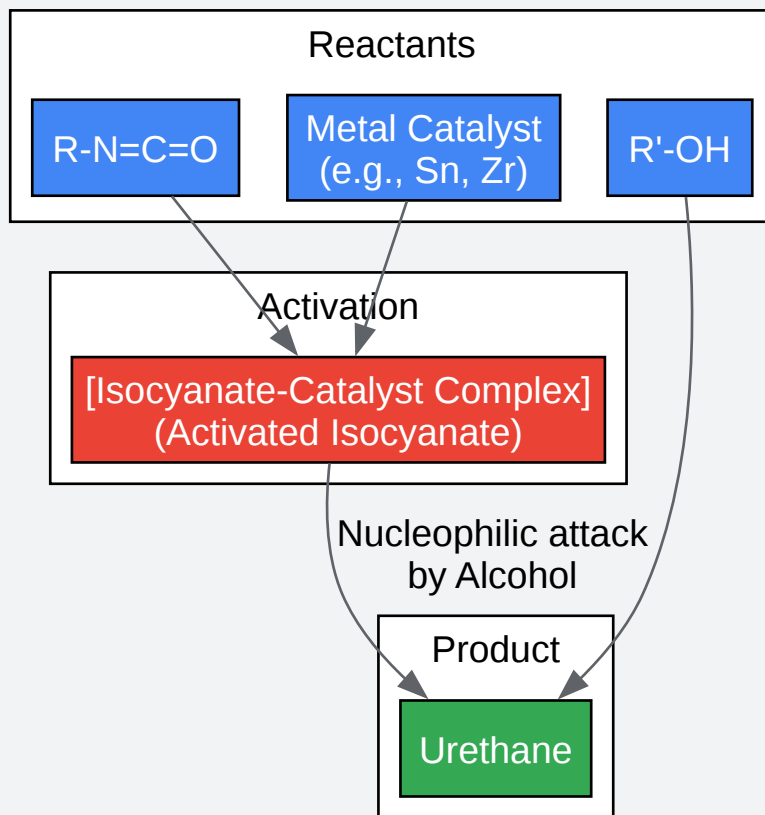 Reactants
R-N=C=O
Metal Catalyst
(e.g., Sn, Zr)
R'-OH
Activation
[Isocyanate-Catalyst Complex]
(Activated Isocyanate)
Nucleophilic attack
by Alcohol
Product
Urethane